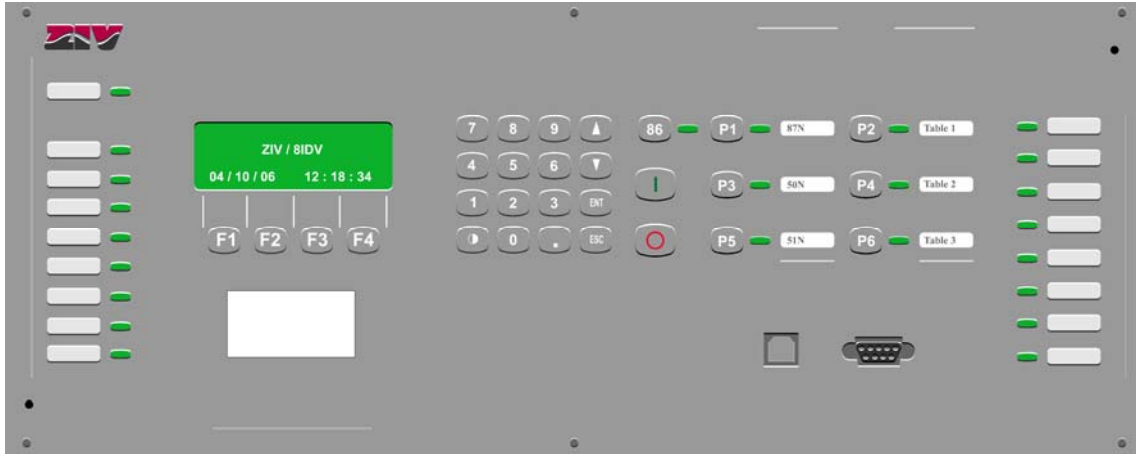 ZIV
ZIV / 8IDV
04 / 10 / 06 12 : 18 : 34
F1 F2 F3 F4
7 8 9
4 5 6
1 2 3 ENT
0 . ESC
86 P1 87N P2 Table 1
P3 50N P4 Table 2
P5 51N P6 Table 3